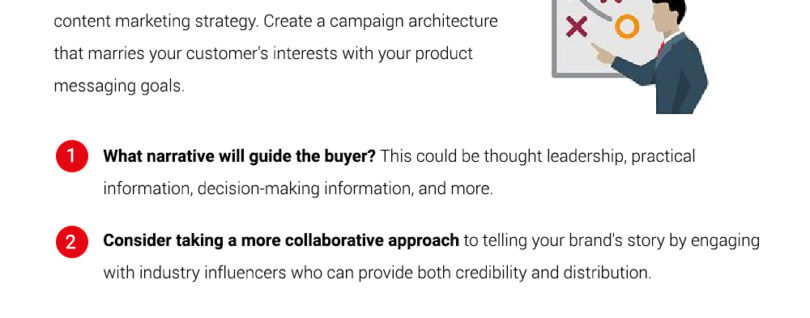 content marketing strategy. Create a campaign architecture
that marries your customer's interests with your product
messaging goals.
1 What narrative will guide the buyer? This could be thought leadership, practical
information, decision-making information, and more.
2 Consider taking a more collaborative approach to telling your brand's story by engaging
with industry influencers who can provide both credibility and distribution.